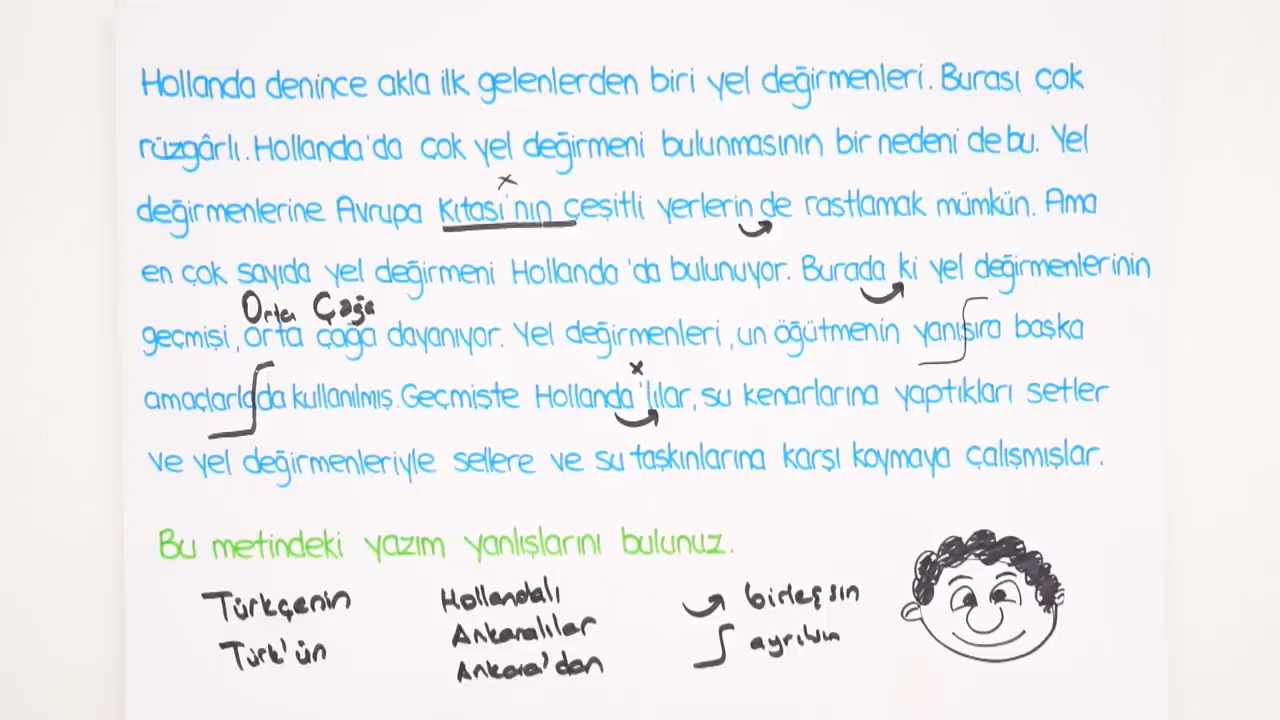 Hollanda denince akla ilk gelenlerden biri yel değirmenleri. Burası çok
rüzgârlı. Hollanda'da çok yel değirmeni bulunmasının bir nedeni de bu. Yel
x
değirmenlerine Avrupa Kıtası'nın çeşitli yerlerin de rastlamak mümkün. Ama
en çok sayıda yel değirmeni Hollanda'da bulunuyor. Burada ki yel değirmenlerinin
Orta Çağa
geçmişi, orta çağa dayanıyor. Yel değirmenleri, un öğütmenin yanısıra başka
x
amaçlarlada kullanılmış. Geçmişte Hollanda'lılar, su kenarlarına yaptıkları setler
ve yel değirmenleriyle sellere ve su taşkınlarına karşı koymaya çalışmışlar.
Bu metindeki yazım yanlışlarını bulunuz.
Türkçenin
Türk'ün
Hollandalı
Ankaralılar
Ankara'dan
birleşsin
ayrılsın